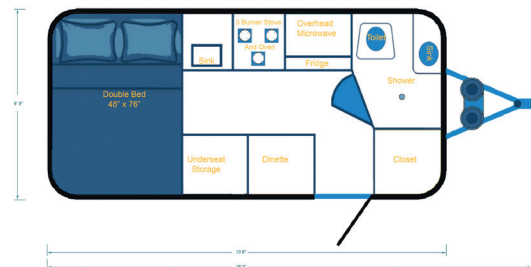 3 Burner Stove
And Oven
Overhead
Microwave
Toilet
Sink
Sink
Fridge
Shower
Double Bed
48" x 76"
Underseat
Storage
Dinette
Closet
13'6"